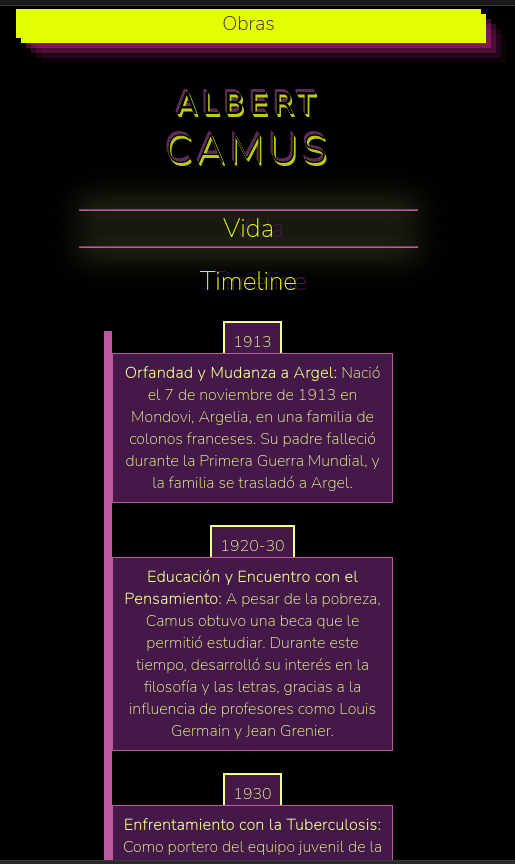 Obras
ALBERT
CAMUS
Vida
Timeline
1913
Orfandad y Mudanza a Argel: Nació
el 7 de noviembre de 1913 en
Mondovi, Argelia, en una familia de
colonos franceses. Su padre falleció
durante la Primera Guerra Mundial, y
la familia se trasladó a Argel.
1920-30
Educación y Encuentro con el
Pensamiento: A pesar de la pobreza,
Camus obtuvo una beca que le
permitió estudiar. Durante este
tiempo, desarrolló su interés en la
filosofía y las letras, gracias a la
influencia de profesores como Louis
Germain y Jean Grenier.
1930
Enfrentamiento con la Tuberculosis:
Como portero del equipo juvenil de la